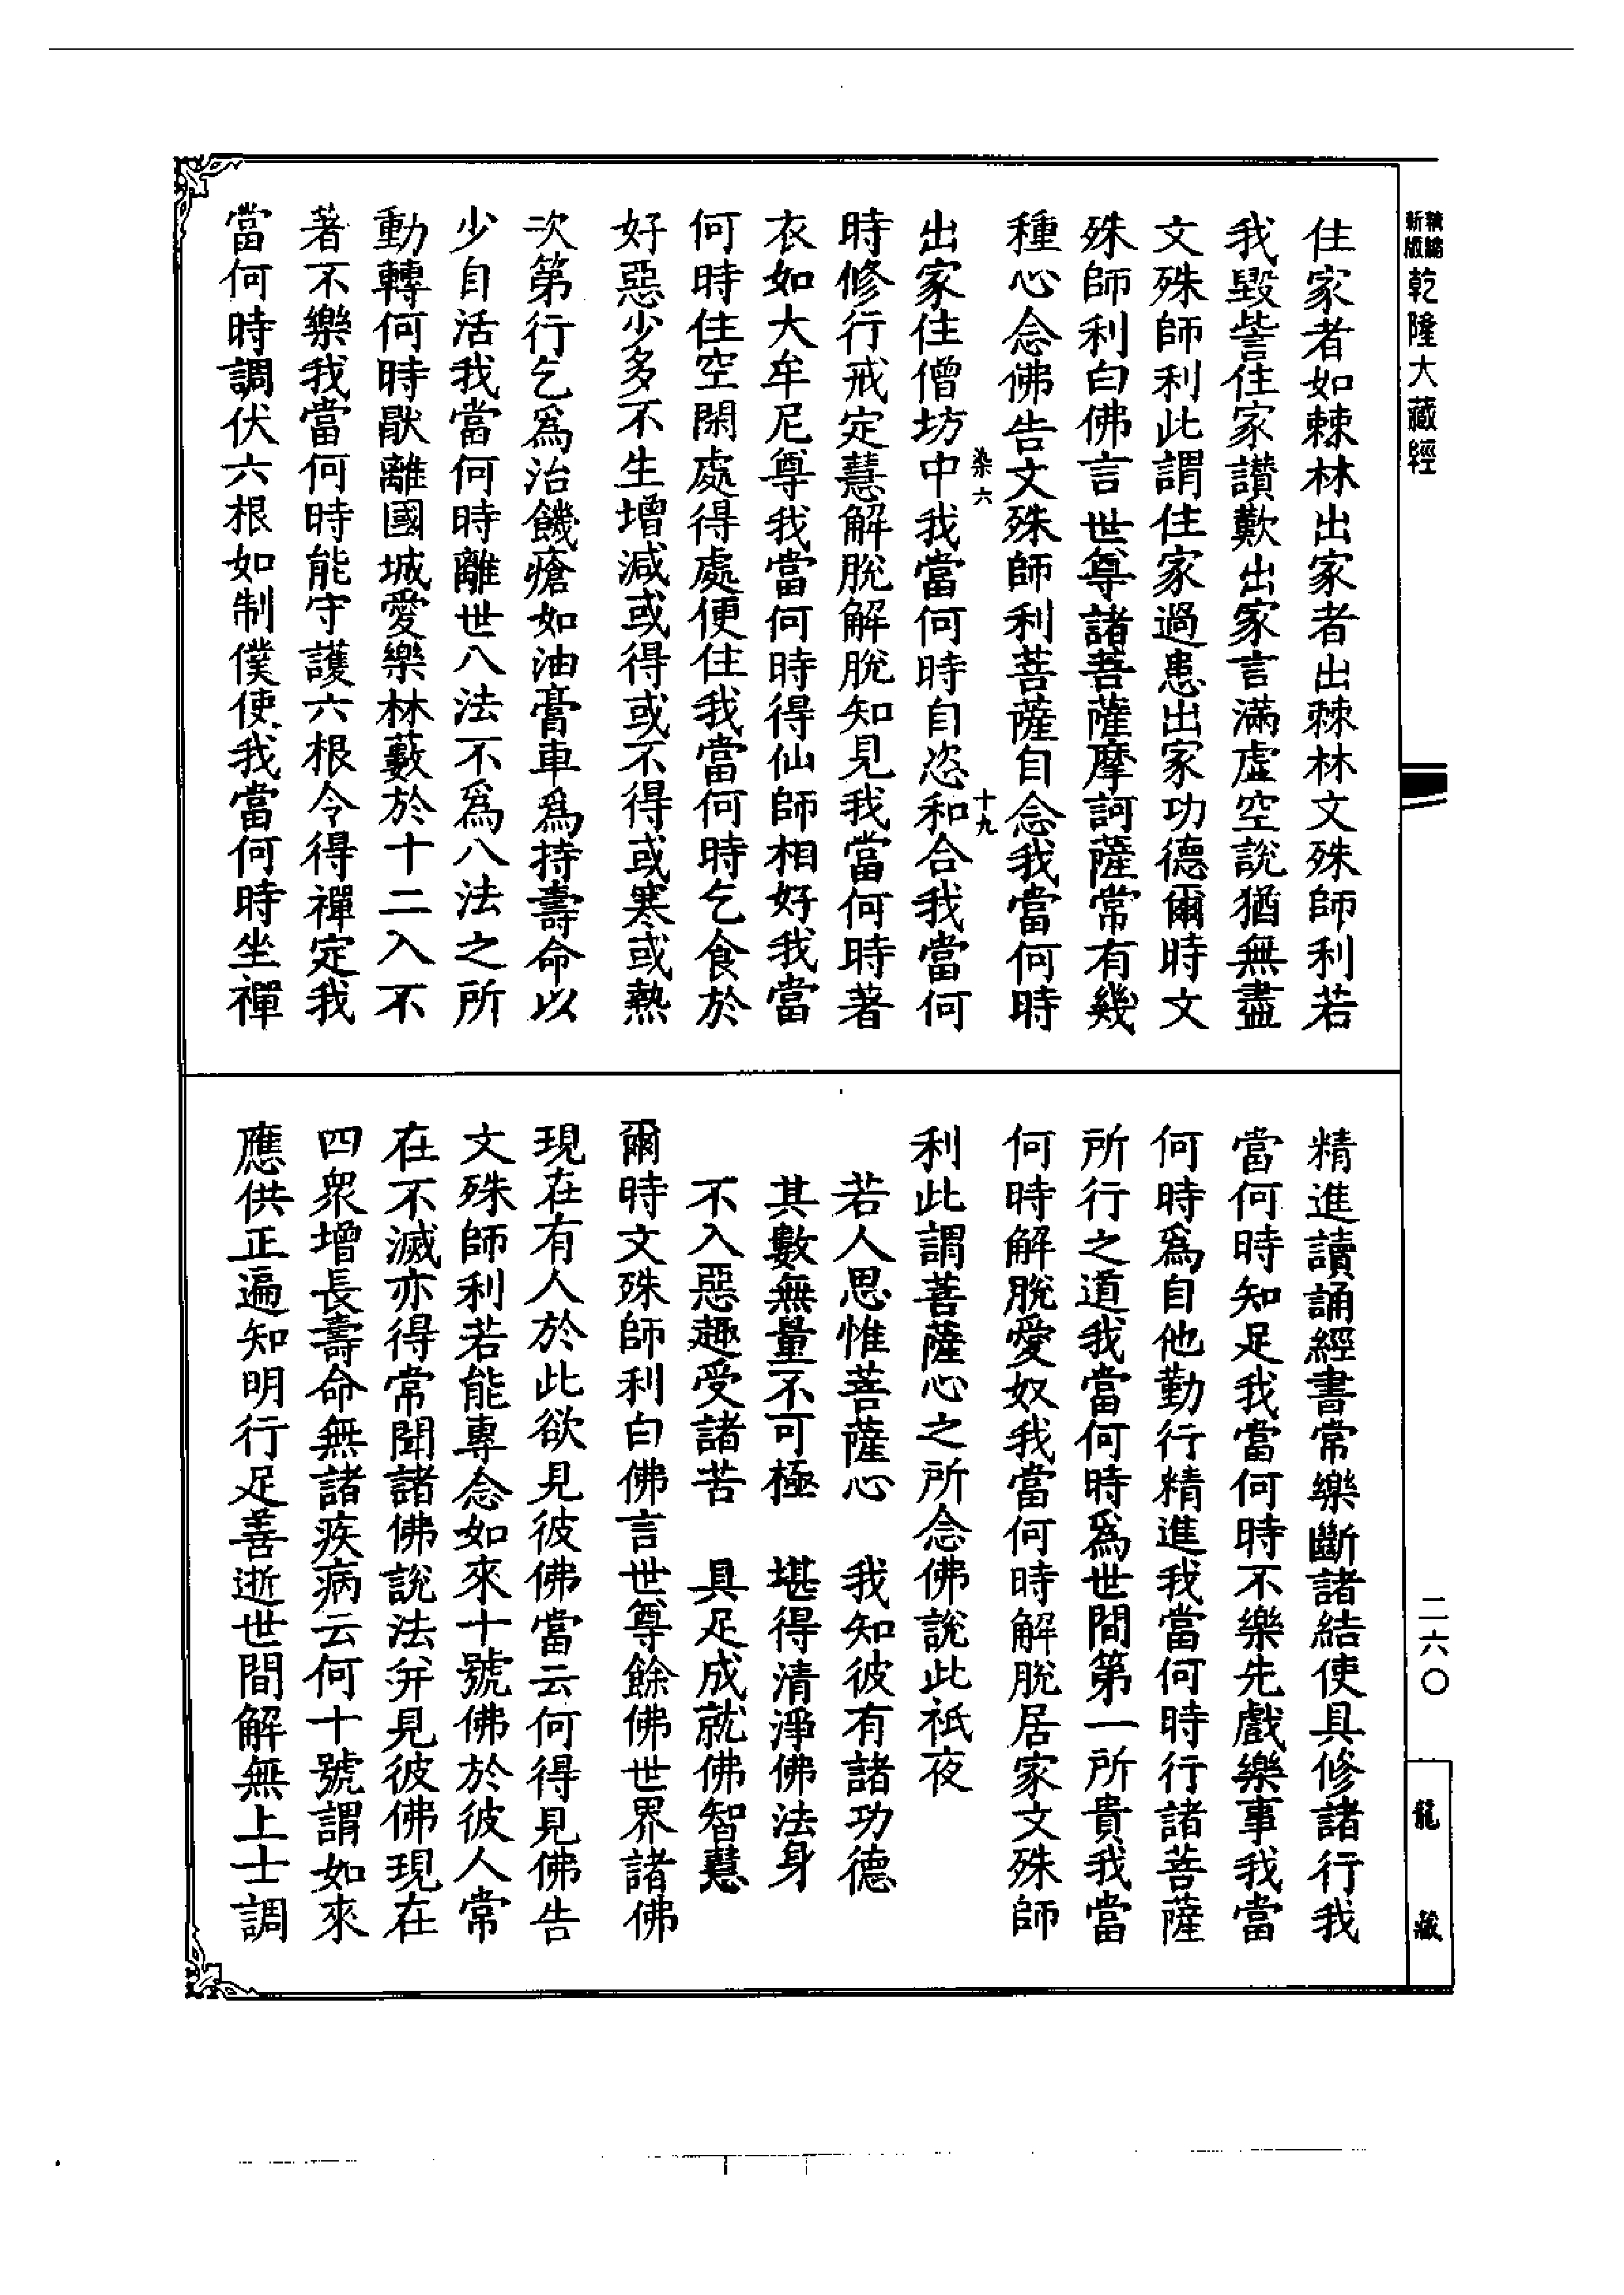 新版精縮乾隆大藏經
住家者如棘林出家者出棘林文殊師利若
我毀訾住家讚歎出家言滿虛空說猶無盡
文殊師利此謂住家過患出家功德爾時文
殊師利白佛言世尊諸菩薩摩訶薩常有幾
種心念佛告文殊師利菩薩自念我當何時
染六 十九
出家住僧坊中我當何時自恣和合我當何
時修行戒定慧解脫解脫知見我當何時著
衣如大牟尼尊我當何時得仙師相好我當
何時住空閑處得處便住我當何時乞食於
好惡少多不生增減或得或不得或寒或熱
次第行乞爲治饑瘡如油膏車爲持壽命以
少自活我當何時離世八法不爲八法之所
動轉何時猒離國城愛樂林藪於十二入不
著不樂我當何時能守護六根令得禪定我
當何時調伏六根如制僕使我當何時坐禪
精進讀誦經書常樂斷諸結使具修諸行我
當何時知足我當何時不樂先戲樂事我當
何時爲自他勤行精進我當何時行諸菩薩
所行之道我當何時爲世間第一所貴我當
何時解脫愛奴我當何時解脫居家文殊師
利此謂菩薩心之所念佛說此祇夜
若人思惟菩薩心　我知彼有諸功德
其數無量不可極　堪得清淨佛法身
不入惡趣受諸苦　具足成就佛智慧
爾時文殊師利白佛言世尊餘佛世界諸佛
現在有人於此欲見彼佛當云何得見佛告
文殊師利若能專念如來十號佛於彼人常
在不滅亦得常聞諸佛說法并見彼佛現在
四衆增長壽命無諸疾病云何十號謂如來
應供正遍知明行足善逝世間解無上士調
二六〇
龍藏